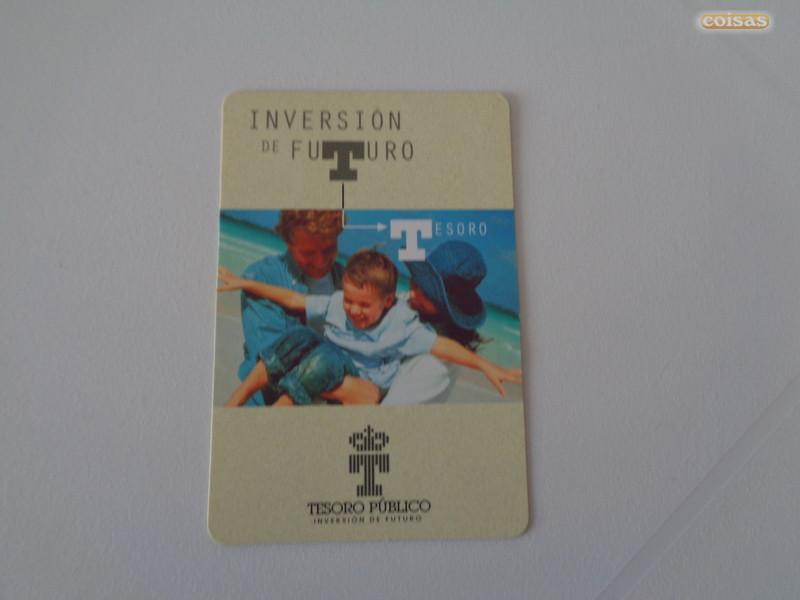 coisas
INVERSIÓN
DE FUTURO
TESORO
TESORO PÚBLICO
INVERSIÓN DE FUTURO